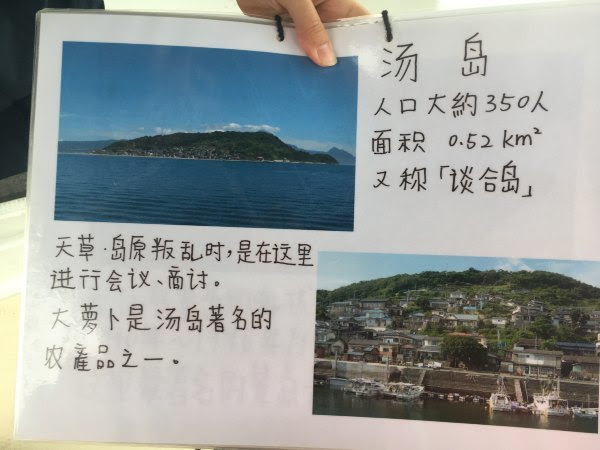 汤岛
人口大約350人
面积 0.52 km²
又称「谈合岛」
天草·岛原叛乱时,是在这里
进行会议、商讨。
大萝卜是汤岛著名的
农產品之一。